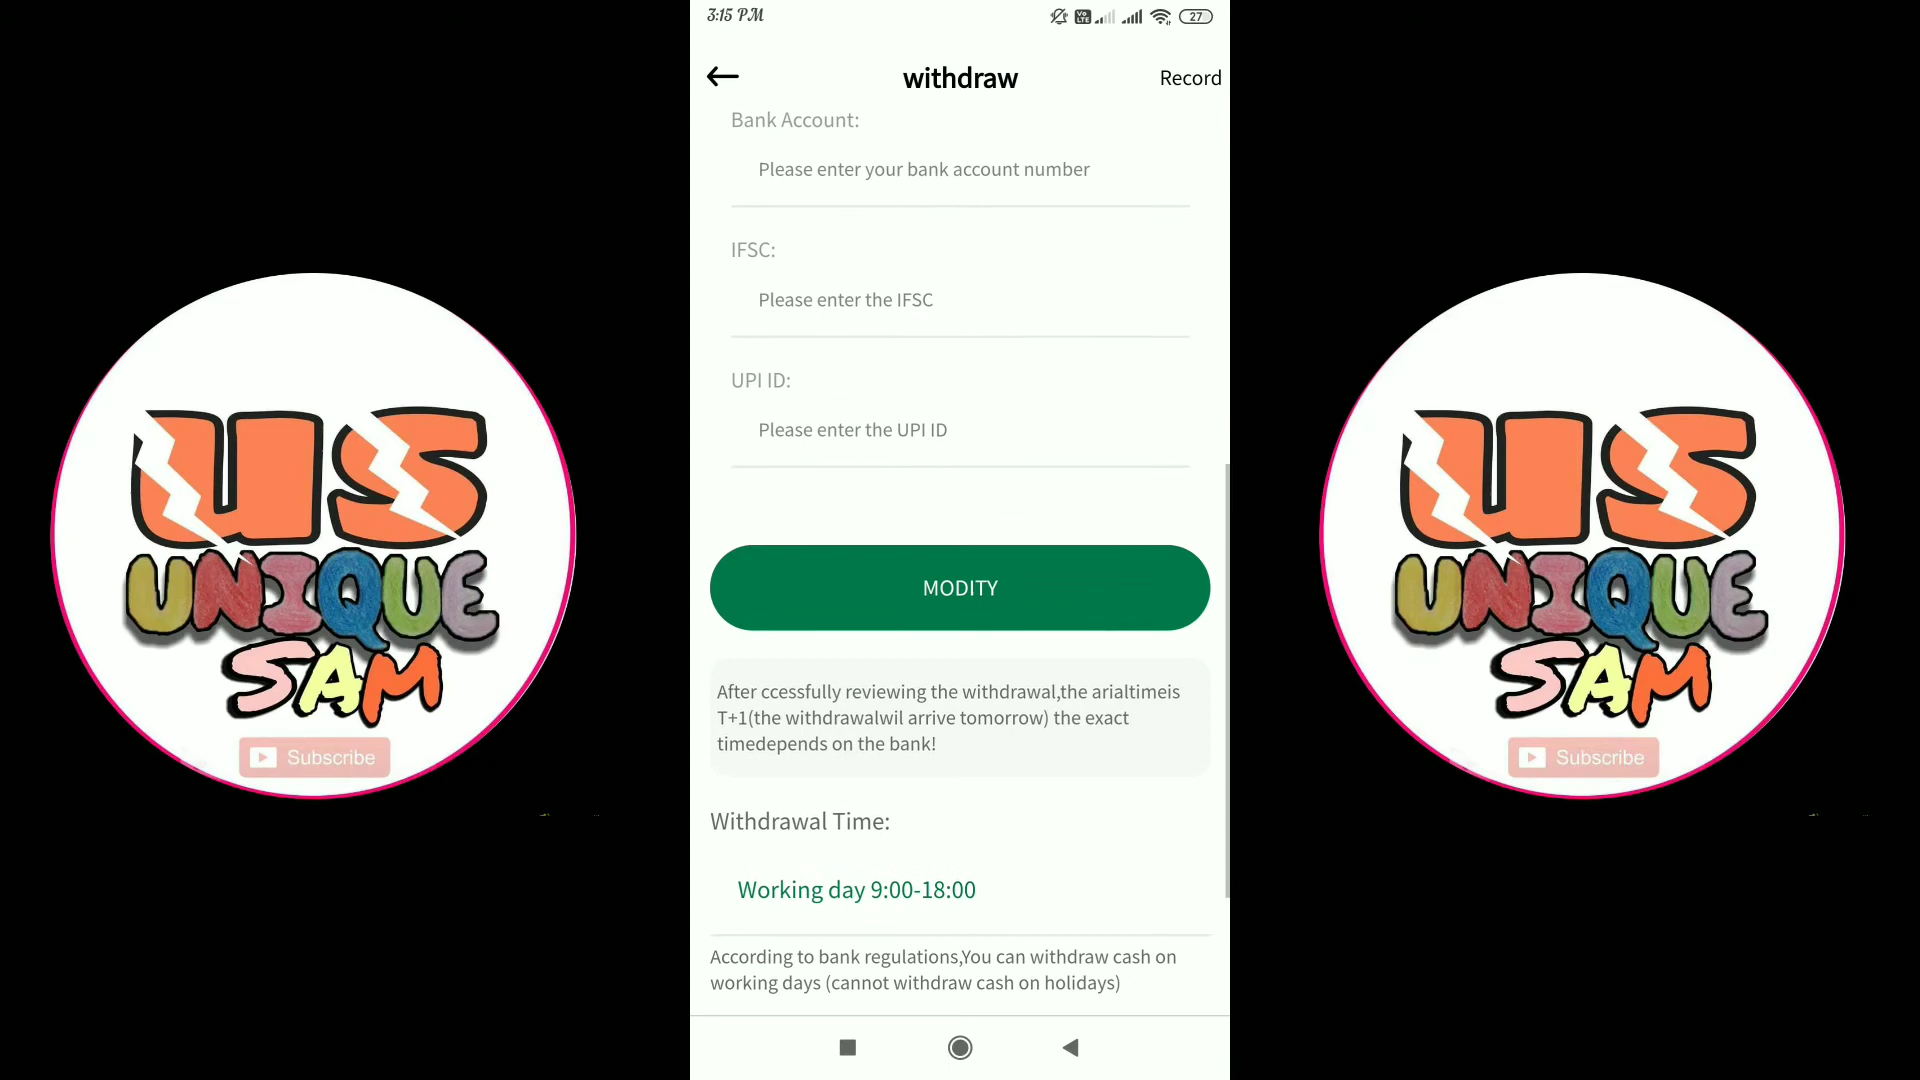 3:15 PM
Vo LTE
27
withdraw
Record
Bank Account:
Please enter your bank account number
IFSC:
Please enter the IFSC
UPI ID:
Please enter the UPI ID
MODITY
After ccessfully reviewing the withdrawal,the arialtimeis
T+1(the withdrawalwil arrive tomorrow) the exact
timedepends on the bank!
Withdrawal Time:
Working day 9:00-18:00
According to bank regulations,You can withdraw cash on
working days (cannot withdraw cash on holidays)
US
UNIQUE
SAM
Subscribe
US
UNIQUE
SAM
Subscribe